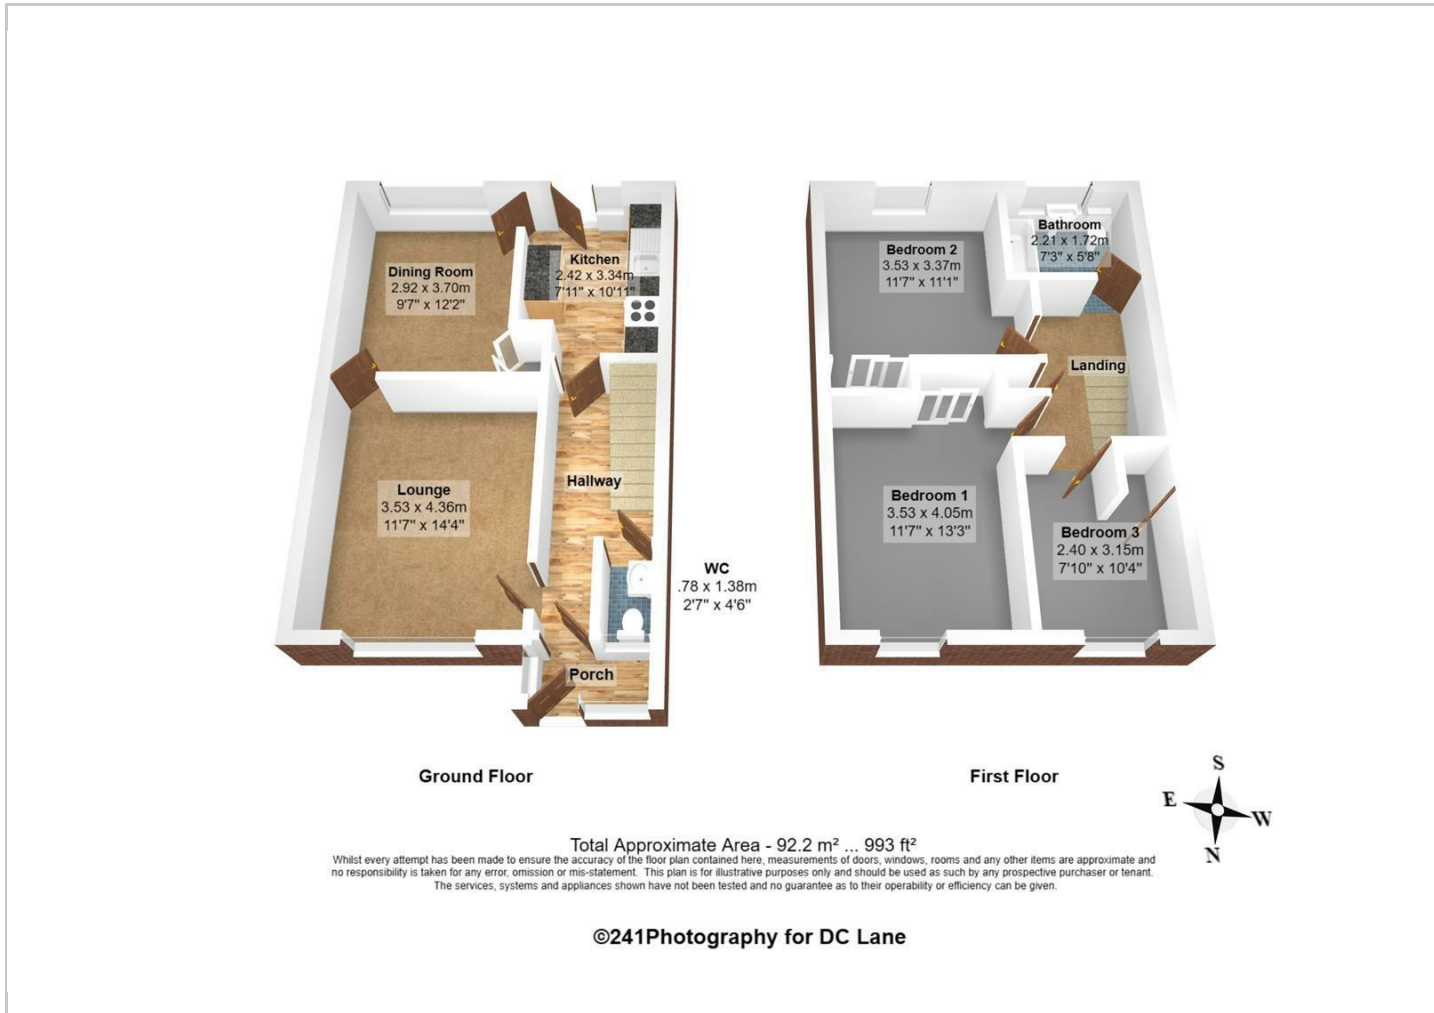 Dining Room
2.92 x 3.70m
9'7" x 12'2"
Kitchen
2.42 x 3.34m
7'11" x 10'11"
Lounge
3.53 x 4.36m
11'7" x 14'4"
Hallway
WC
.78 x 1.38m
2'7" x 4'6"
Porch
Ground Floor
Bedroom 2
3.53 x 3.37m
11'7" x 11'1"
Bathroom
2.21 x 1.72m
7'3" x 5'8"
Landing
Bedroom 1
3.53 x 4.05m
11'7" x 13'3"
Bedroom 3
2.40 x 3.15m
7'10" x 10'4"
First Floor
S
E
W
N
Total Approximate Area - 92.2 m² ... 993 ft²
Whilst every attempt has been made to ensure the accuracy of the floor plan contained here, measurements of doors, windows, rooms and any other items are approximate and
no responsibility is taken for any error, omission or mis-statement. This plan is for illustrative purposes only and should be used as such by any prospective purchaser or tenant.
The services, systems and appliances shown have not been tested and no guarantee as to their operability or efficiency can be given.
©241Photography for DC Lane